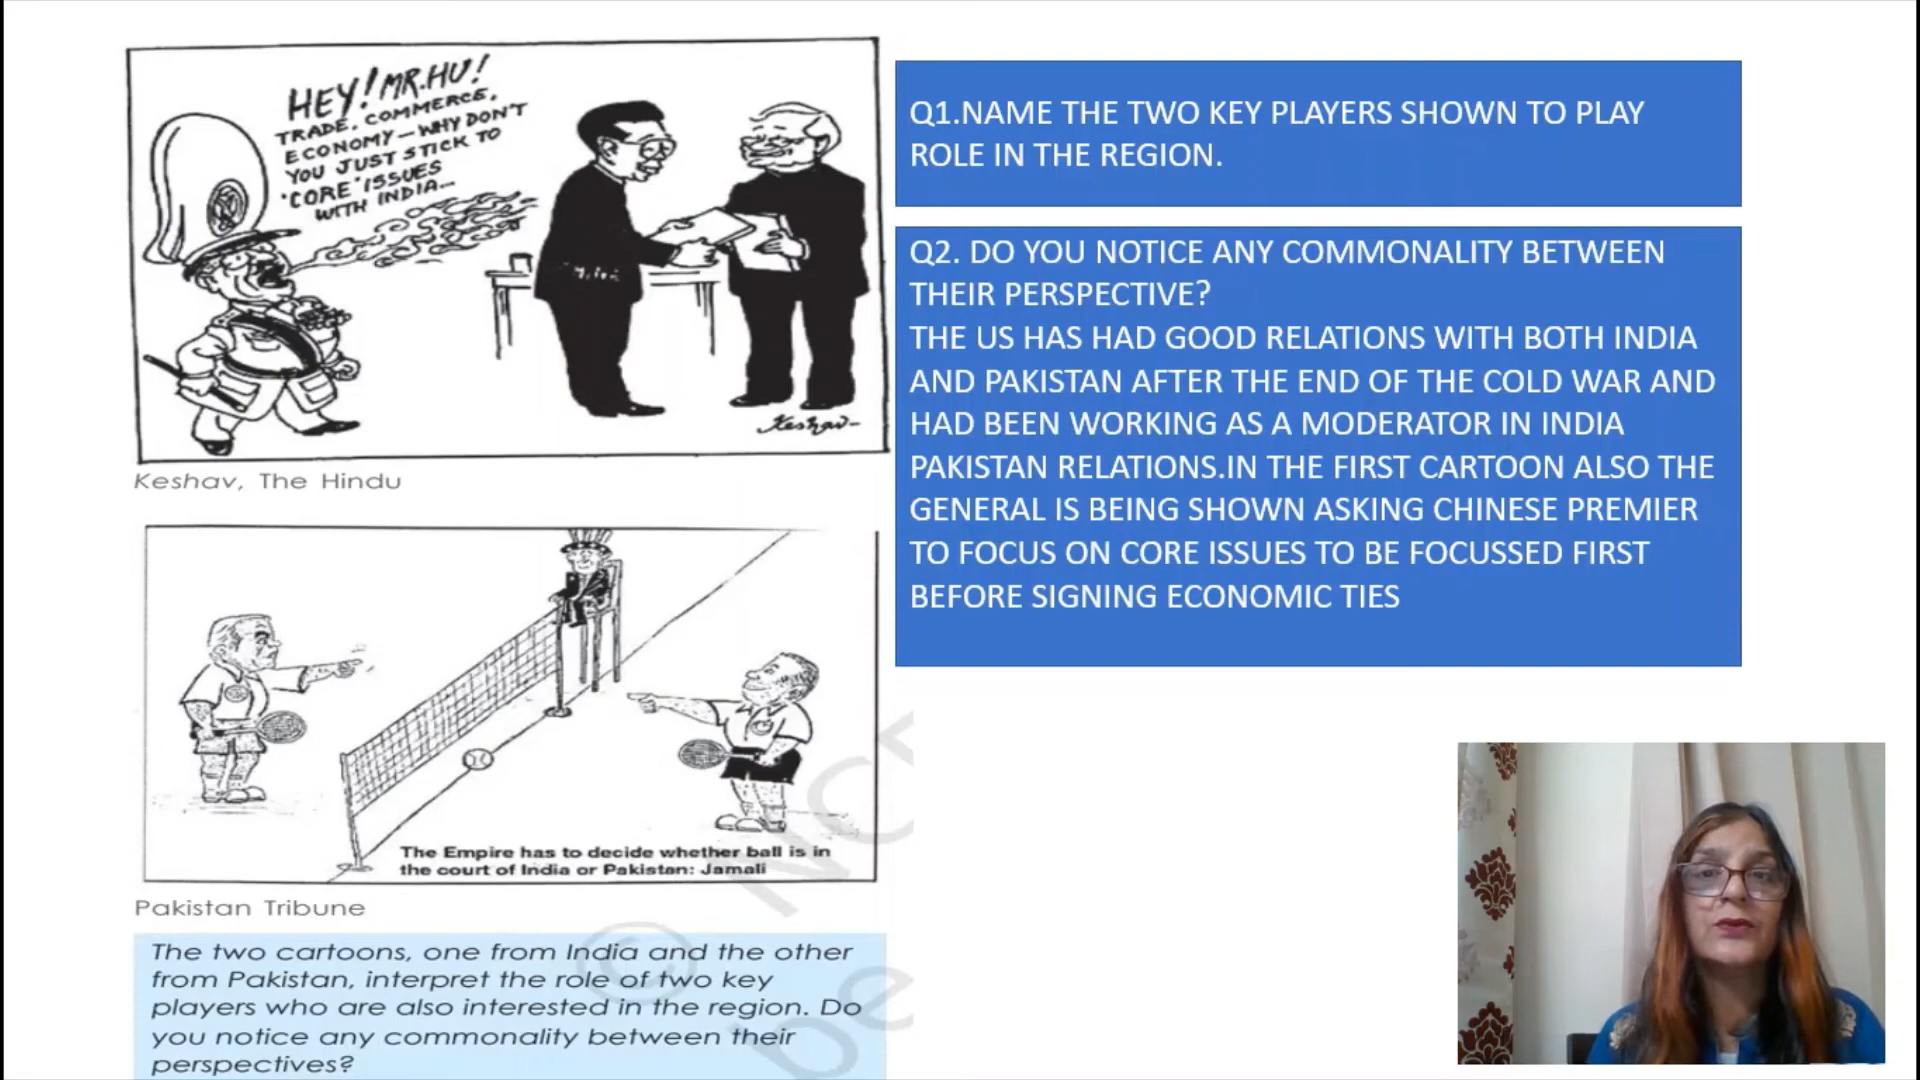 HEY! MR.HU!
TRADE, COMMERCE,
ECONOMY—WHY DON'T
YOU JUST STICK TO
'CORE' ISSUES
WITH INDIA—
Keshav-
Keshav, The Hindu
The Empire has to decide whether ball is in
the court of India or Pakistan: Jamali
Pakistan Tribune
The two cartoons, one from India and the other
from Pakistan, interpret the role of two key
players who are also interested in the region. Do
you notice any commonality between their
perspectives?
Q1.NAME THE TWO KEY PLAYERS SHOWN TO PLAY
ROLE IN THE REGION.
Q2. DO YOU NOTICE ANY COMMONALITY BETWEEN
THEIR PERSPECTIVE?
THE US HAS HAD GOOD RELATIONS WITH BOTH INDIA
AND PAKISTAN AFTER THE END OF THE COLD WAR AND
HAD BEEN WORKING AS A MODERATOR IN INDIA
PAKISTAN RELATIONS.IN THE FIRST CARTOON ALSO THE
GENERAL IS BEING SHOWN ASKING CHINESE PREMIER
TO FOCUS ON CORE ISSUES TO BE FOCUSSED FIRST
BEFORE SIGNING ECONOMIC TIES